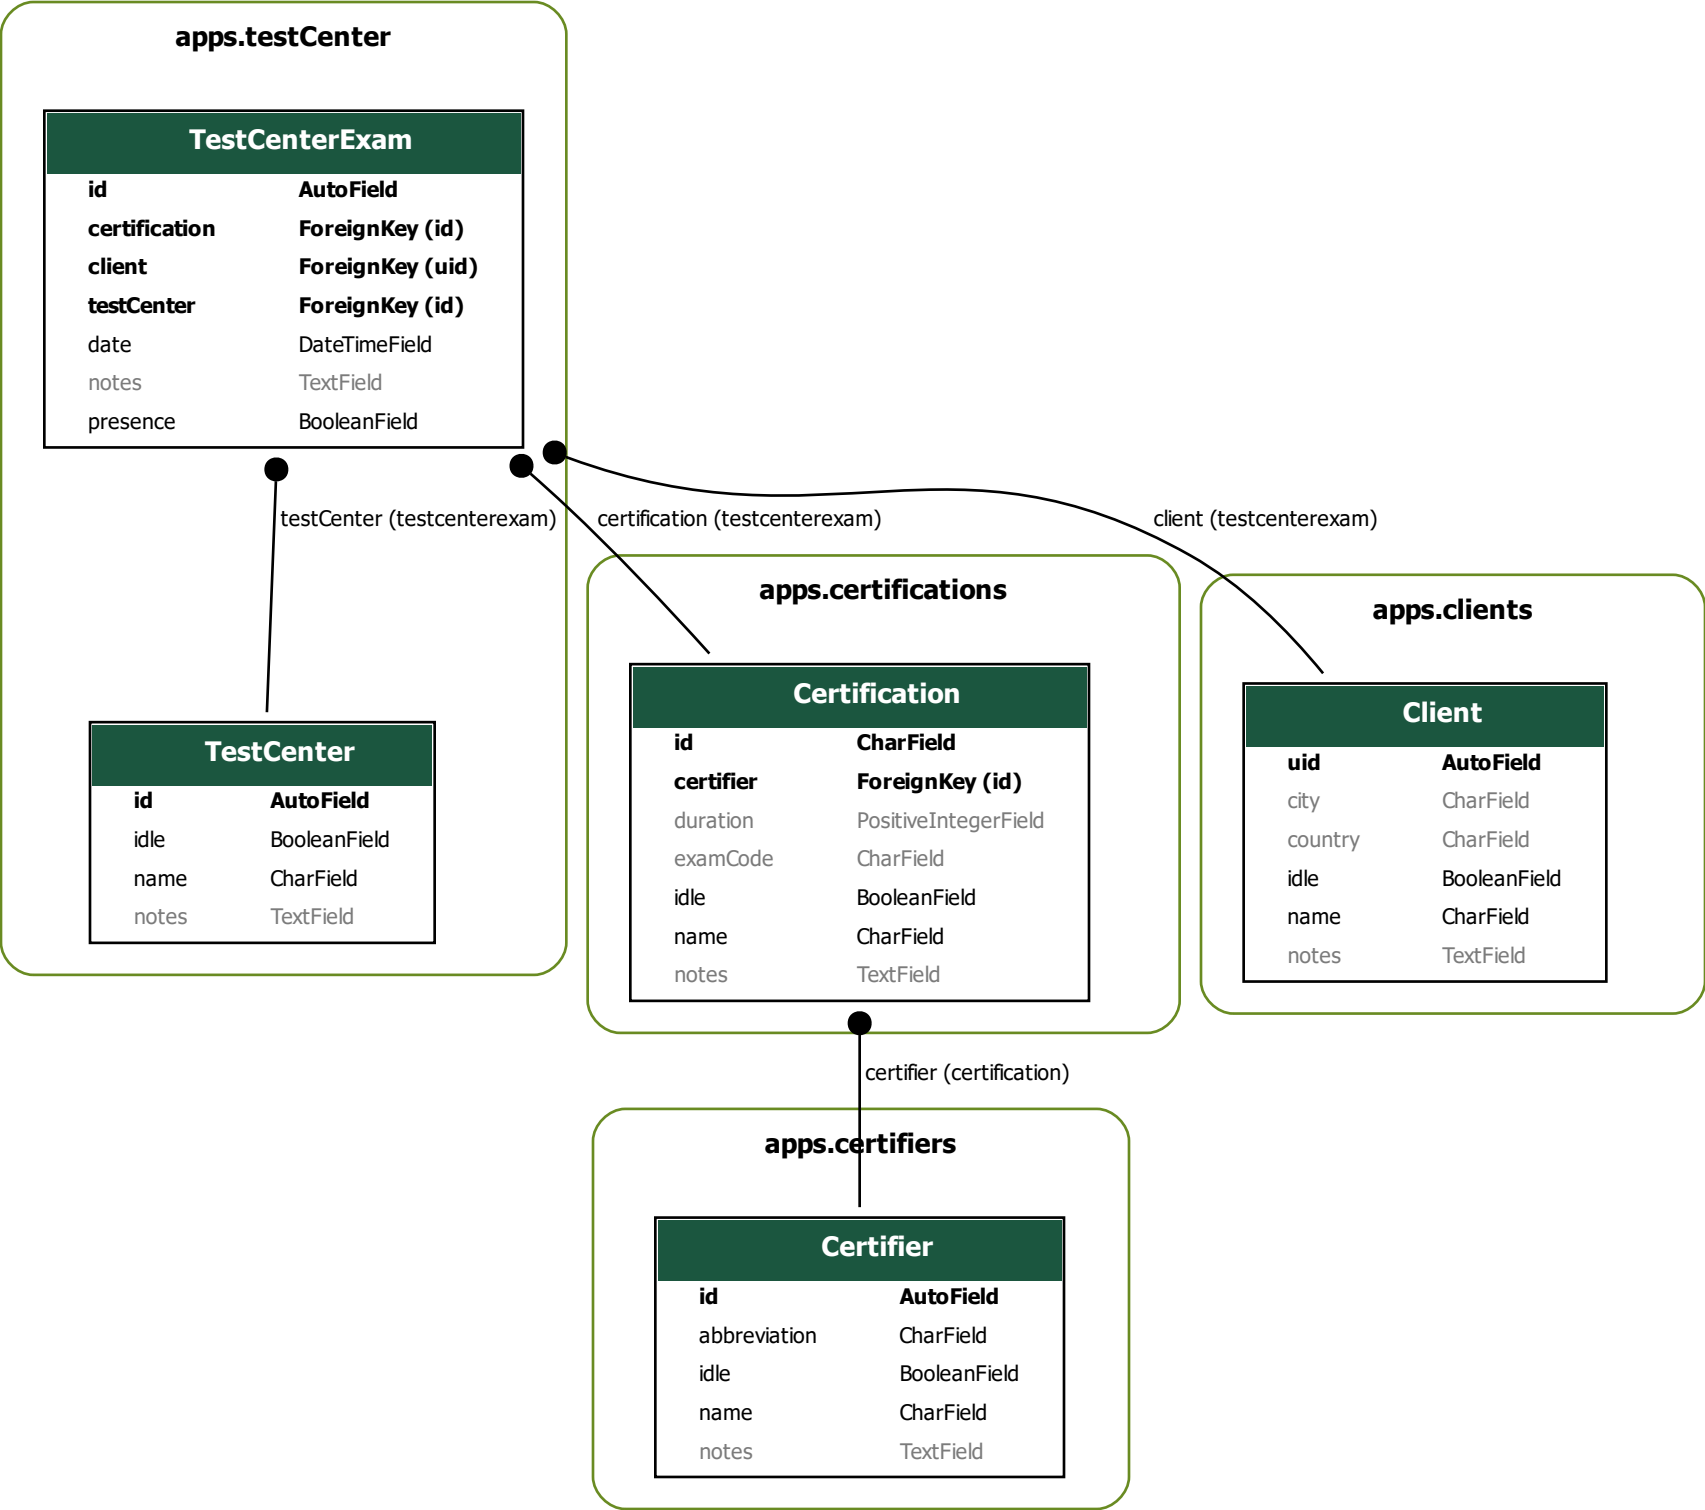 apps.testCenter
TestCenterExam
id AutoField
certification ForeignKey (id)
client ForeignKey (uid)
testCenter ForeignKey (id)
date DateTimeField
notes TextField
presence BooleanField
testCenter (testcenterexam)
certification (testcenterexam)
client (testcenterexam)
TestCenter
id AutoField
idle BooleanField
name CharField
notes TextField
apps.certifications
Certification
id CharField
certifier ForeignKey (id)
duration PositiveIntegerField
examCode CharField
idle BooleanField
name CharField
notes TextField
apps.clients
Client
uid AutoField
city CharField
country CharField
idle BooleanField
name CharField
notes TextField
certifier (certification)
apps.certifiers
Certifier
id AutoField
abbreviation CharField
idle BooleanField
name CharField
notes TextField